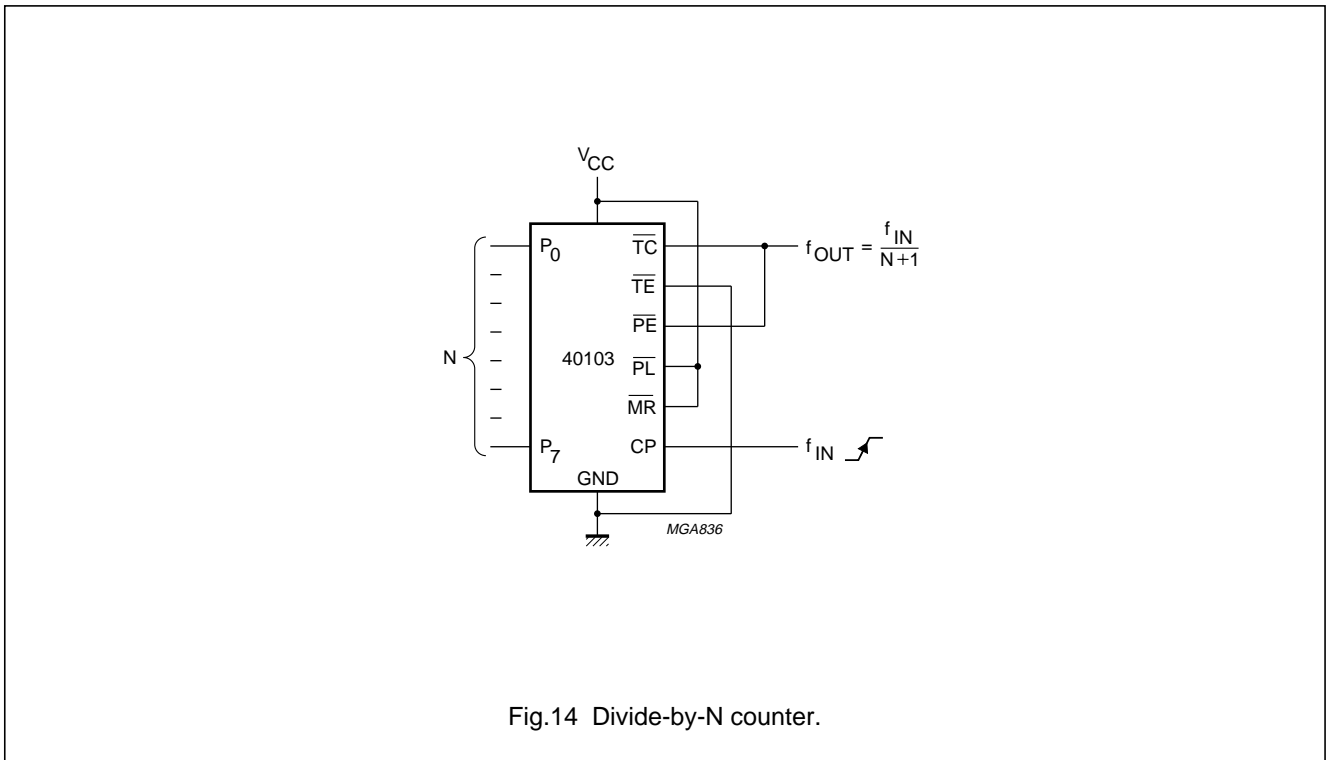 VCC
P0 TC fOUT = fIN
N+1
TE
PE
N 40103 PL
MR
P7 CP fIN
GND
MGA836
Fig.14 Divide-by-N counter.